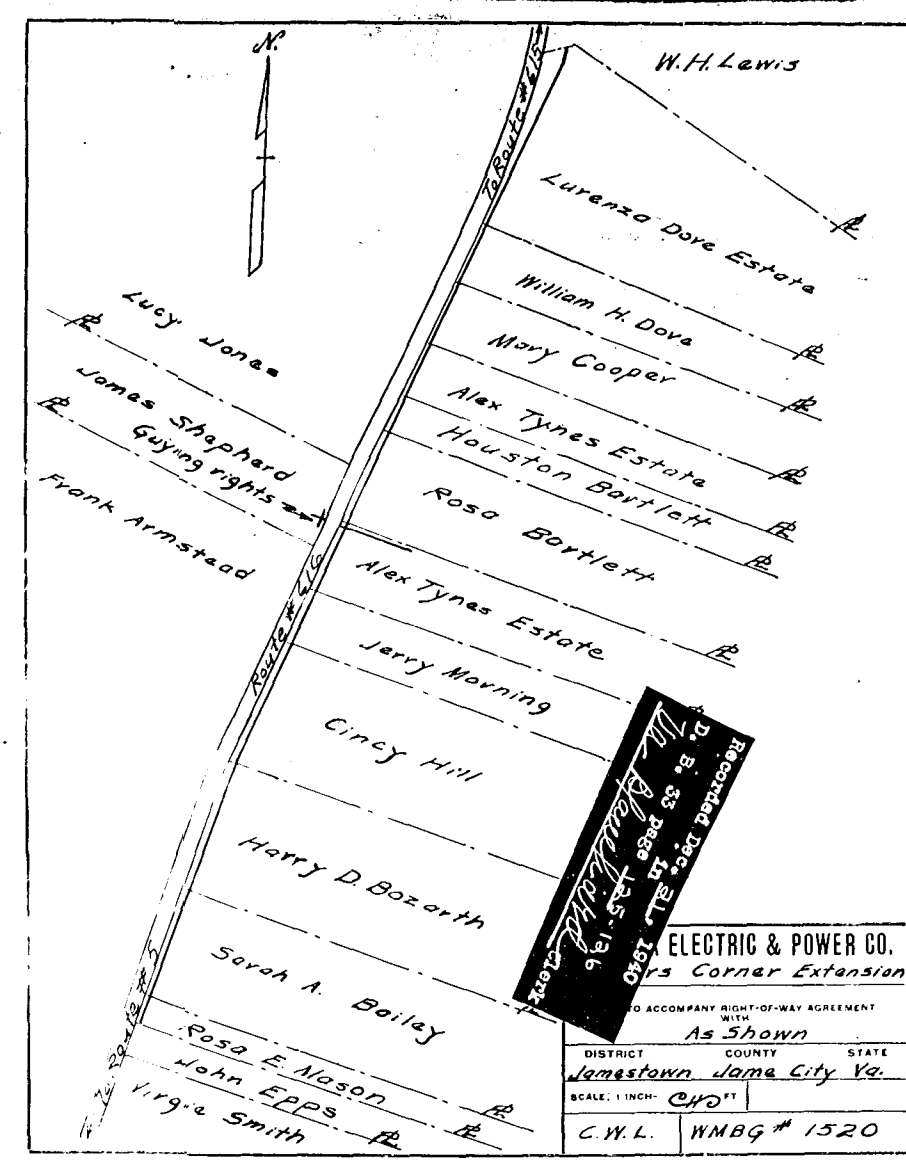 N.
W. H. Lewis
To Route # 615
Lurenza Dove Estate
William H. Dove
Mary Cooper
Alex Tynes Estate
Houston Bartlett
Rosa Bartlett
Lucy Jones
James Shepherd
Guying rights
Frank Armstead
Route # 616
Alex Tynes Estate
Jerry Morning
Cincy Hill
Harry D. Bozarth
Sarah A. Bailey
Rosa E. Nason
John Epps
Virgie Smith
To Route # 5
Recorded Dec. 21, 1940
D. B. 33 page 125-126
Clerk
ELECTRIC & POWER CO.
rs Corner Extension
TO ACCOMPANY RIGHT-OF-WAY AGREEMENT
WITH
As Shown
DISTRICT COUNTY STATE
Jamestown Jame City Va.
SCALE: 1 INCH- FT
C.W.L. WMBG # 1520